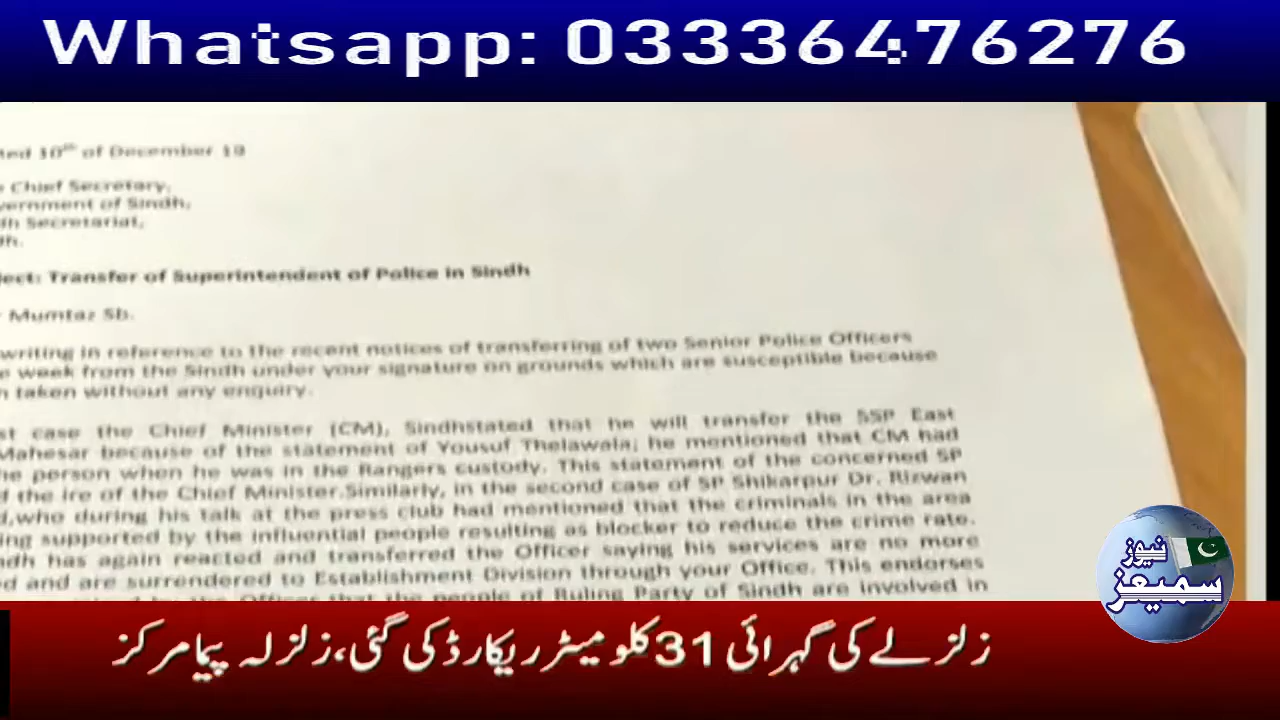 Whatsapp: 03336476276
10th of December 19
Chief Secretary,
ernment of Sindh,
dh Secretariat,
dh.
ject: Transfer of Superintendent of Police in Sindh
Mumtaz Sb.
writing in reference to the recent notices of transferring of two Senior Police Officers
e week from the Sindh under your signature on grounds which are susceptible because
n taken without any enquiry.
st case the Chief Minister (CM), Sindhstated that he will transfer the SSP East
Mahesar because of the statement of Yousuf Thelawala; he mentioned that CM had
he person when he was in the Rangers custody. This statement of the concerned SP
d the ire of the Chief Minister.Similarly, in the second case of SP Shikarpur Dr. Rizwan
d,who during his talk at the press club had mentioned that the criminals in the area
ing supported by the influential people resulting as blocker to reduce the crime rate.
ndh has again reacted and transferred the Officer saying his services are no more
ed and are surrendered to Establishment Division through your Office. This endorses
by the Officer that the people of Ruling Party of Sindh are involved in
نیوز
سمیعز
زلزلے کی گہرائی 31 کلومیٹر ریکارڈ کی گئی، زلزلہ پیما مرکز